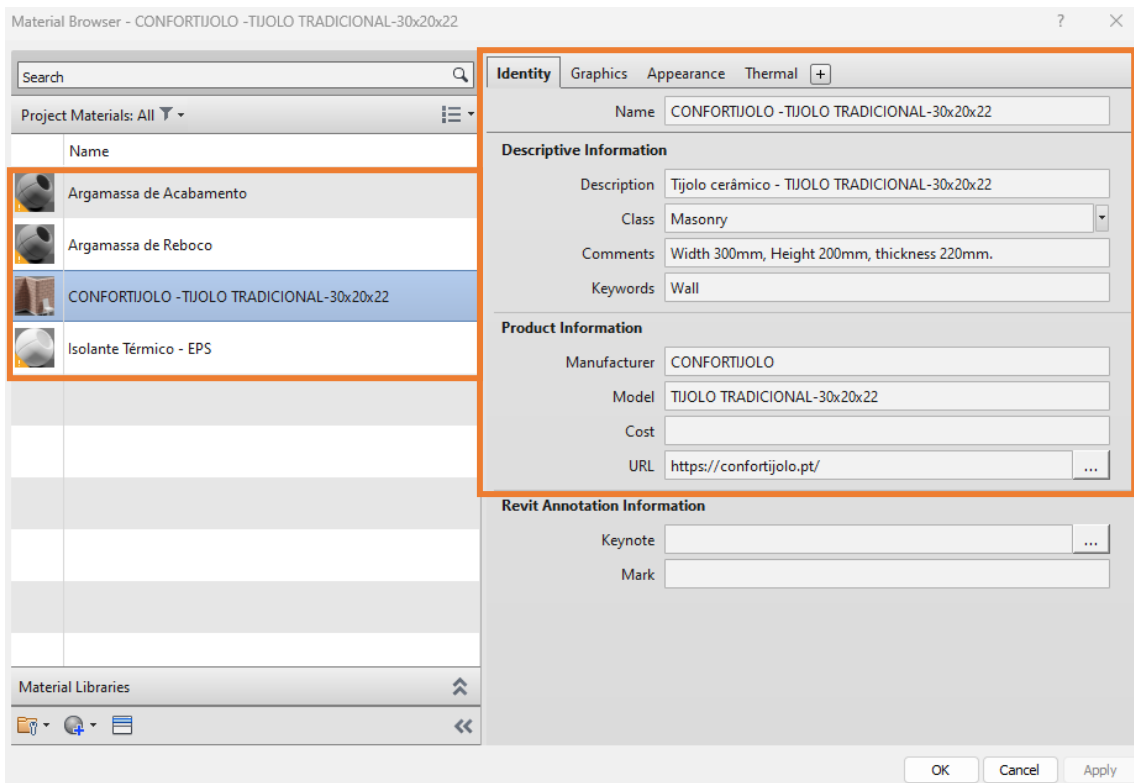 Material Browser - CONFORTIJOLO -TIJOLO TRADICIONAL-30x20x22
?
Search
Project Materials: All
Name
Argamassa de Acabamento
Argamassa de Reboco
CONFORTIJOLO -TIJOLO TRADICIONAL-30x20x22
Isolante Térmico - EPS
Material Libraries
Identity Graphics Appearance Thermal +
Name CONFORTIJOLO -TIJOLO TRADICIONAL-30x20x22
Descriptive Information
Description Tijolo cerâmico - TIJOLO TRADICIONAL-30x20x22
Class Masonry
Comments Width 300mm, Height 200mm, thickness 220mm.
Keywords Wall
Product Information
Manufacturer CONFORTIJOLO
Model TIJOLO TRADICIONAL-30x20x22
Cost
URL https://confortijolo.pt/ ...
Revit Annotation Information
Keynote ...
Mark
OK Cancel Apply